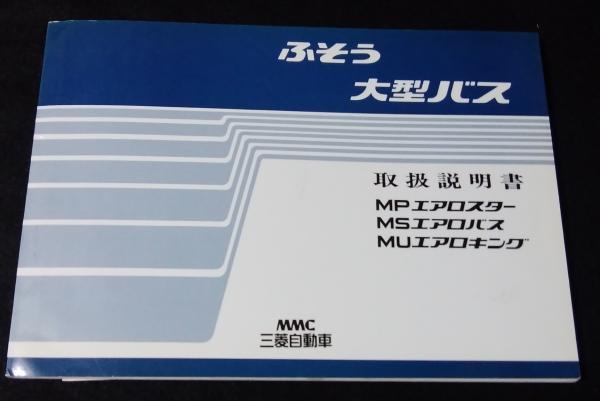 ふそう
大型バス
取扱説明書
MPエアロスター
MSエアロバス
MUエアロキング
MMC
三菱自動車